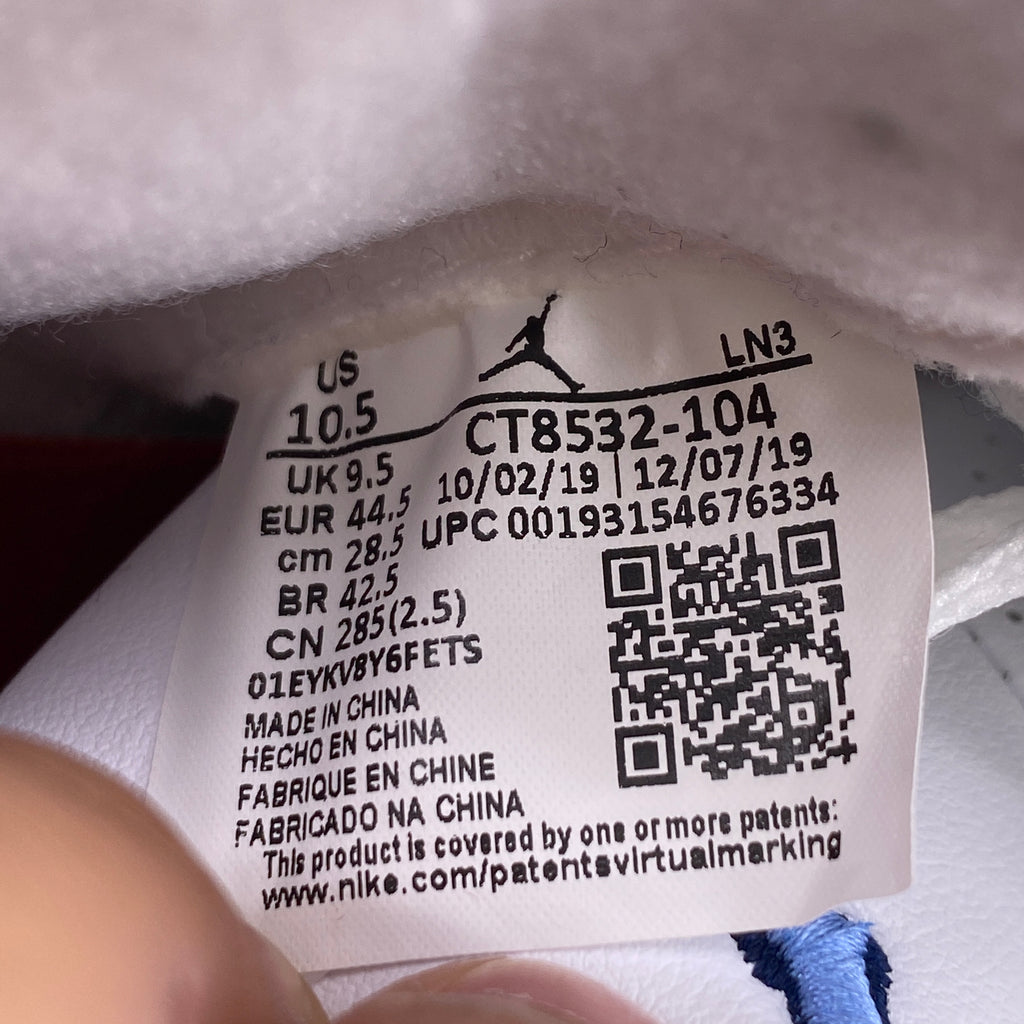 US
10.5
LN3
CT8532-104
UK 9.5
10/02/19 | 12/07/19
EUR 44.5
UPC 00193154676334
cm 28.5
BR 42.5
CN 285(2.5)
01EYKV8Y6FETS
MADE IN CHINA
HECHO EN CHINA
FABRIQUE EN CHINE
FABRICADO NA CHINA
This product is covered by one or more patents:
www.nike.com/patentsvirtualmarking